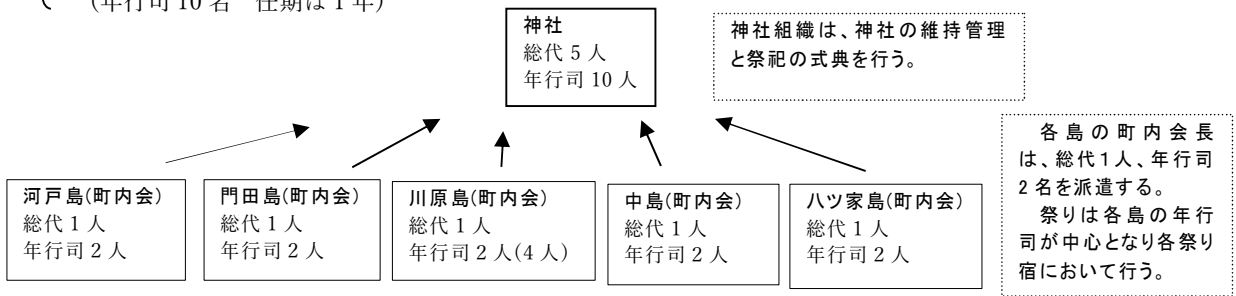 (年行司 10 名　任期は 1 年)
神社
総代 5 人
年行司 10 人
神社組織は、神社の維持管理
と祭祀の式典を行う。
各島の町内会長
は、総代1人、年行司
2名を派遣する。
祭りは各島の年行
司が中心となり各祭り
宿において行う。
河戸島(町内会)
総代 1 人
年行司 2 人
門田島(町内会)
総代 1 人
年行司 2 人
川原島(町内会)
総代 1 人
年行司 2 人(4 人)
中島(町内会)
総代 1 人
年行司 2 人
八ツ家島(町内会)
総代 1 人
年行司 2 人